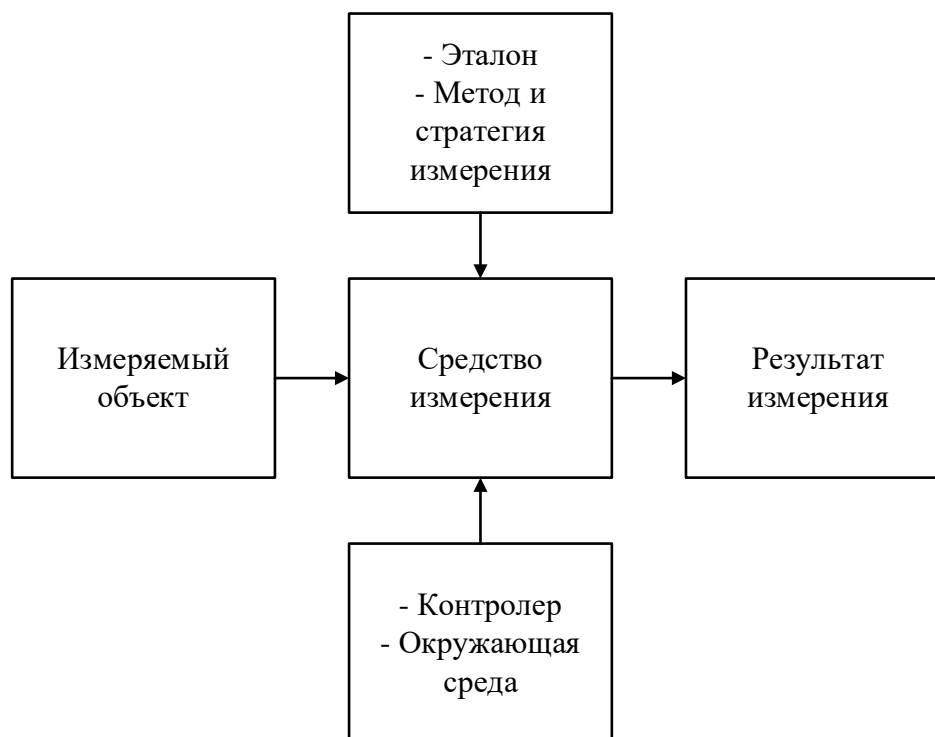 - Эталон
- Метод и
стратегия
измерения
Измеряемый
объект
Средство
измерения
Результат
измерения
- Контролер
- Окружающая
среда